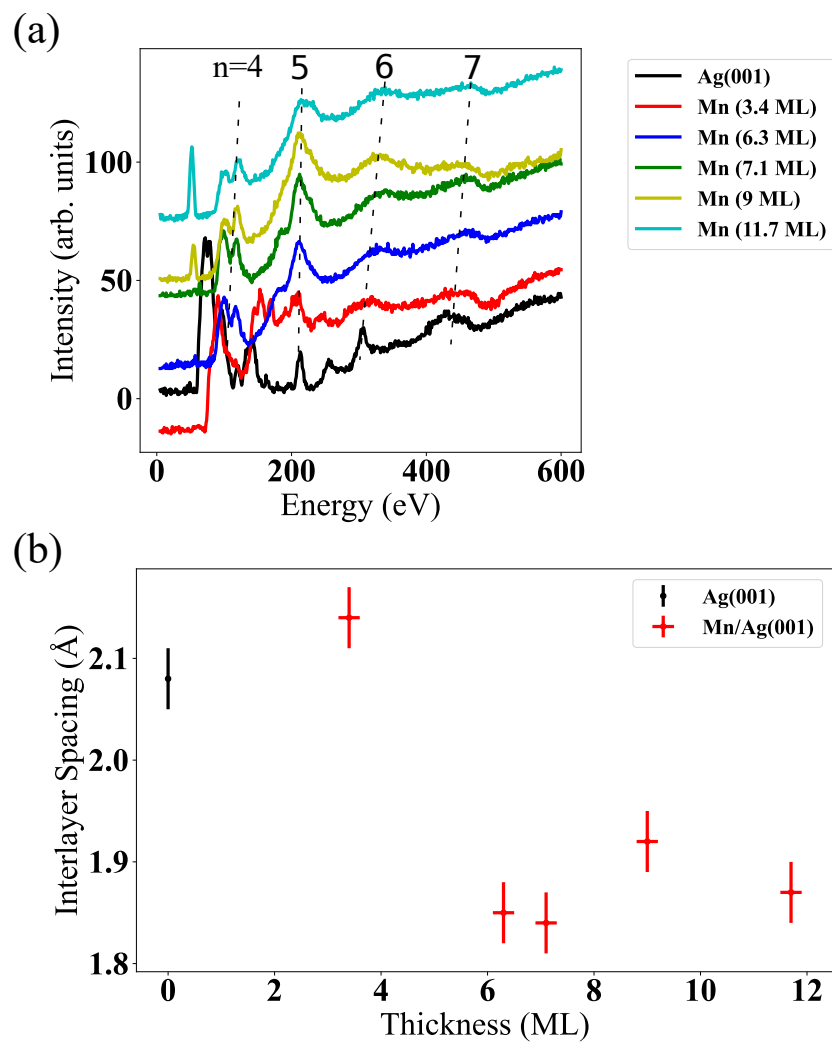 (a)
n=4 5 6 7
Ag(001)
Mn (3.4 ML)
Mn (6.3 ML)
Mn (7.1 ML)
Mn (9 ML)
Mn (11.7 ML)
Intensity (arb. units)
100
50
0
0 200 400 600
Energy (eV)
(b)
Ag(001)
Mn/Ag(001)
Interlayer Spacing (Å)
2.1
2.0
1.9
1.8
0 2 4 6 8 10 12
Thickness (ML)